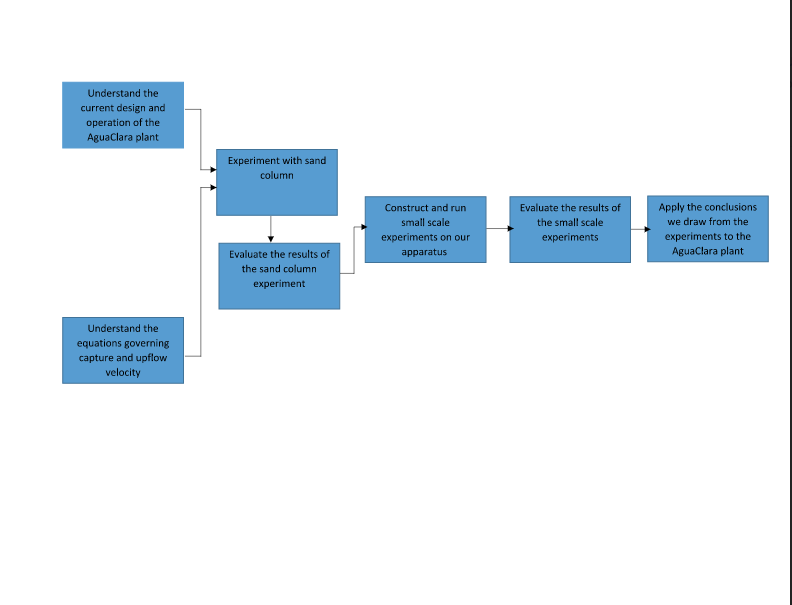 Understand the
current design and
operation of the
AguaClara plant
Understand the
equations governing
capture and upflow
velocity
Experiment with sand
column
Evaluate the results of
the sand column
experiment
Construct and run
small scale
experiments on our
apparatus
Evaluate the results of
the small scale
experiments
Apply the conclusions
we draw from the
experiments to the
AguaClara plant